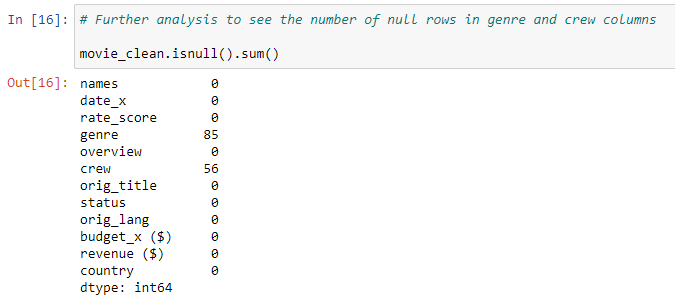 In [16]: # Further analysis to see the number of null rows in genre and crew columns
movie_clean.isnull().sum()
Out[16]: names 0
date_x 0
rate_score 0
genre 85
overview 0
crew 56
orig_title 0
status 0
orig_lang 0
budget_x ($) 0
revenue ($) 0
country 0
dtype: int64